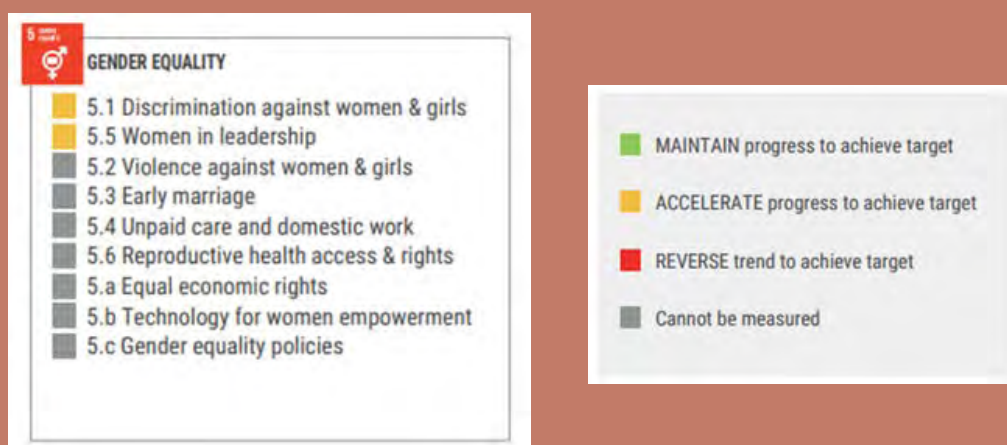 5
GENDER EQUALITY
5.1 Discrimination against women & girls
5.5 Women in leadership
5.2 Violence against women & girls
5.3 Early marriage
5.4 Unpaid care and domestic work
5.6 Reproductive health access & rights
5.a Equal economic rights
5.b Technology for women empowerment
5.c Gender equality policies
MAINTAIN progress to achieve target
ACCELERATE progress to achieve target
REVERSE trend to achieve target
Cannot be measured